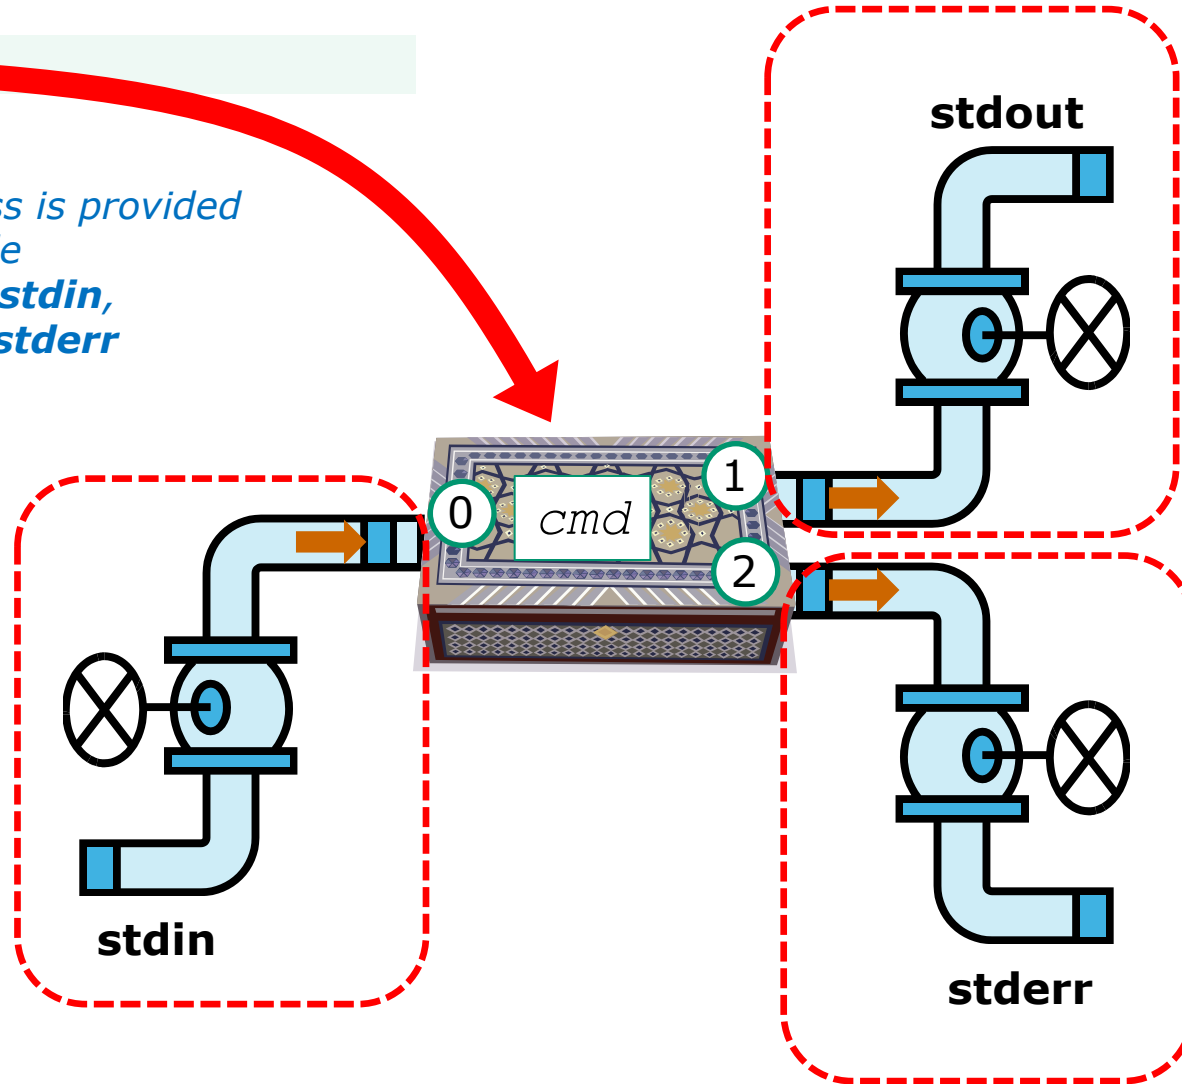 stdout
ss is provided
e
stdin,
stderr
1
0
cmd
2
stdin
stderr